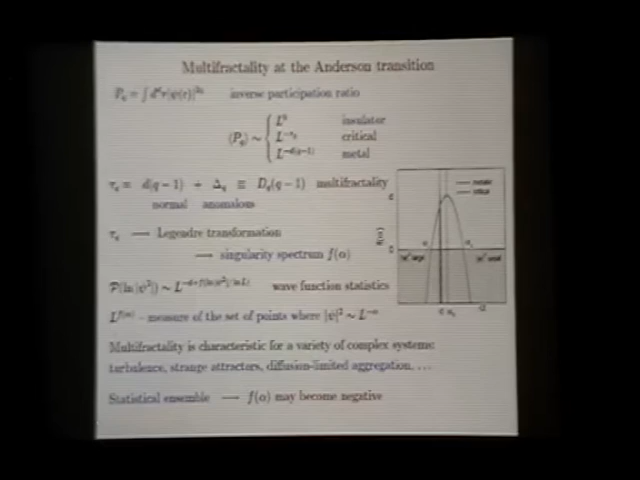 Multifractality at the Anderson transition
P_q = ∫ d^d r|ψ(r)|^{2q} inverse participation ratio
⟨P_q⟩ ∼ { L^0 insulator
L^{-τ_q} critical
L^{-d(q-1)} metal
τ_q = d(q − 1) + Δ_q ≡ D_q(q − 1) multifractality
normal anomalous
τ_q ⟶ Legendre transformation
⟶ singularity spectrum f(α)
P(ln|ψ²|) ∼ L^{-d+f(ln|ψ²|/ln L)} wave function statistics
L^{f(α)} – measure of the set of points where |ψ|² ∼ L^{-α}
Multifractality is characteristic for a variety of complex systems:
turbulence, strange attractors, diffusion-limited aggregation, …
Statistical ensemble ⟶ f(α) may become negative
d
f(α)
0